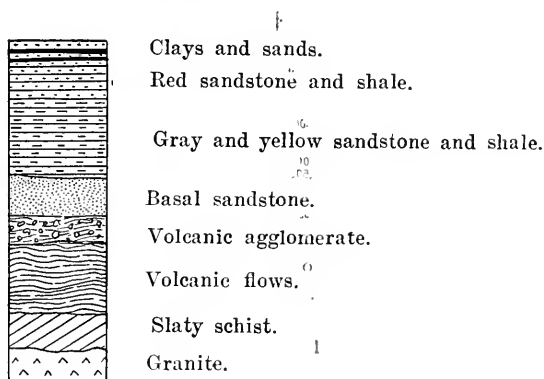 Clays and sands.
Red sandstone and shale.
Gray and yellow sandstone and shale.
Basal sandstone.
Volcanic agglomerate.
Volcanic flows.
Slaty schist.
Granite.